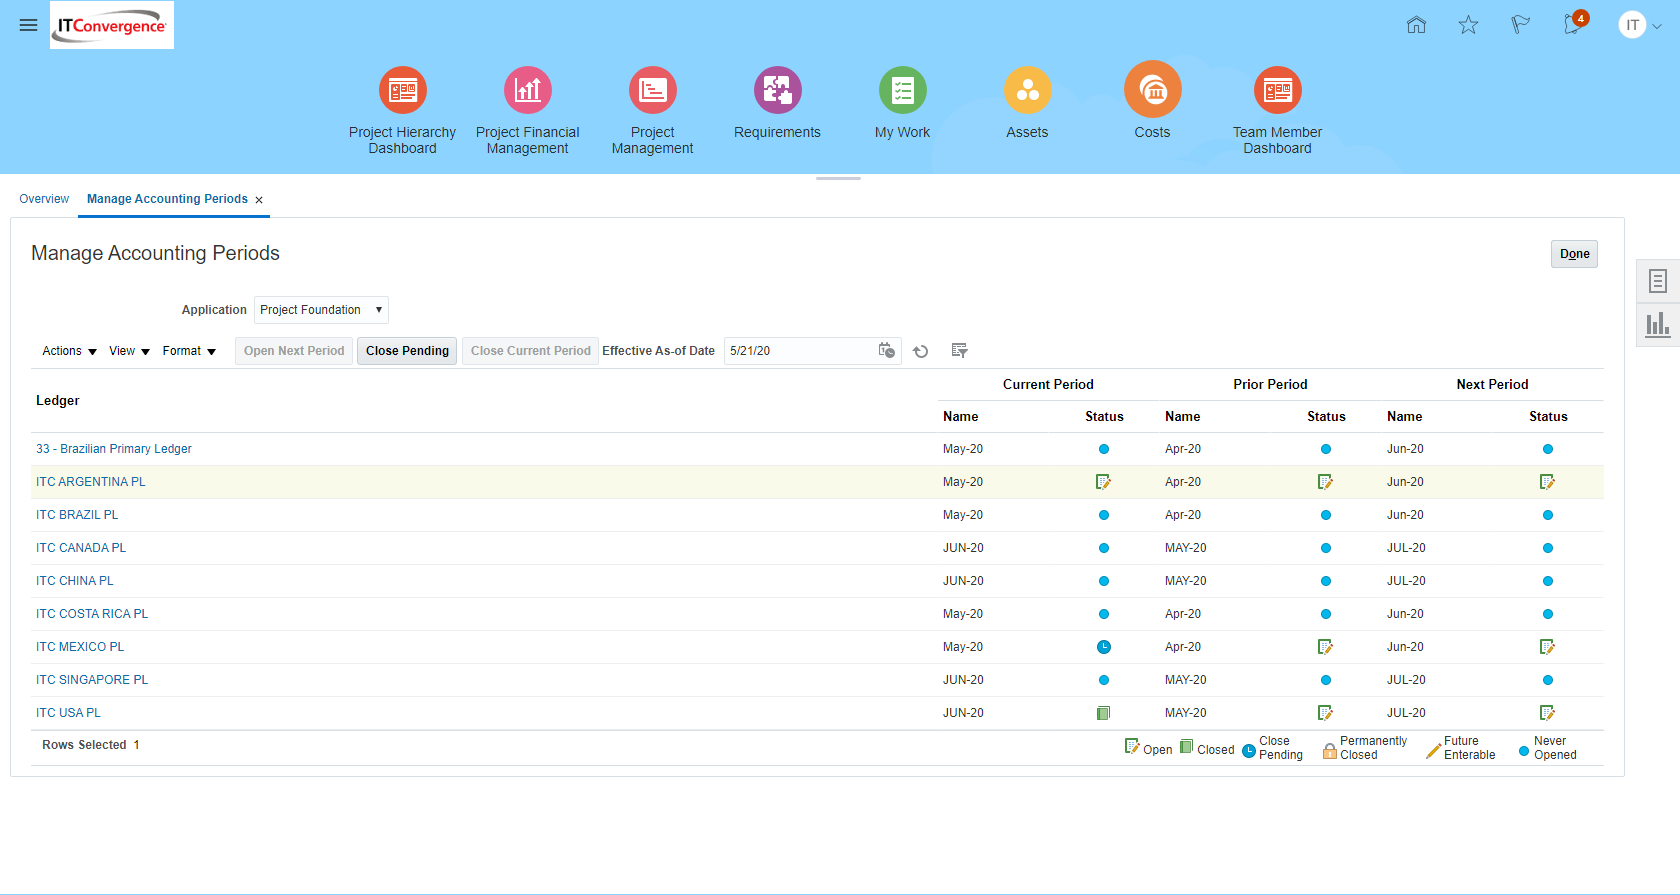 ITConvergence
4
IT
Project Hierarchy Dashboard
Project Financial Management
Project Management
Requirements
My Work
Assets
Costs
Team Member Dashboard
Overview
Manage Accounting Periods ×
Manage Accounting Periods
Done
Application Project Foundation
Actions View Format Open Next Period Close Pending Close Current Period Effective As-of Date 5/21/20
Current Period Prior Period Next Period
Ledger
Name Status Name Status Name Status
33 - Brazilian Primary Ledger May-20 Apr-20 Jun-20
ITC ARGENTINA PL May-20 Apr-20 Jun-20
ITC BRAZIL PL May-20 Apr-20 Jun-20
ITC CANADA PL JUN-20 MAY-20 JUL-20
ITC CHINA PL JUN-20 MAY-20 JUL-20
ITC COSTA RICA PL May-20 Apr-20 Jun-20
ITC MEXICO PL May-20 Apr-20 Jun-20
ITC SINGAPORE PL JUN-20 MAY-20 JUL-20
ITC USA PL JUN-20 MAY-20 JUL-20
Rows Selected 1
Open
Closed
Close Pending
Permanently Closed
Future Enterable
Never Opened